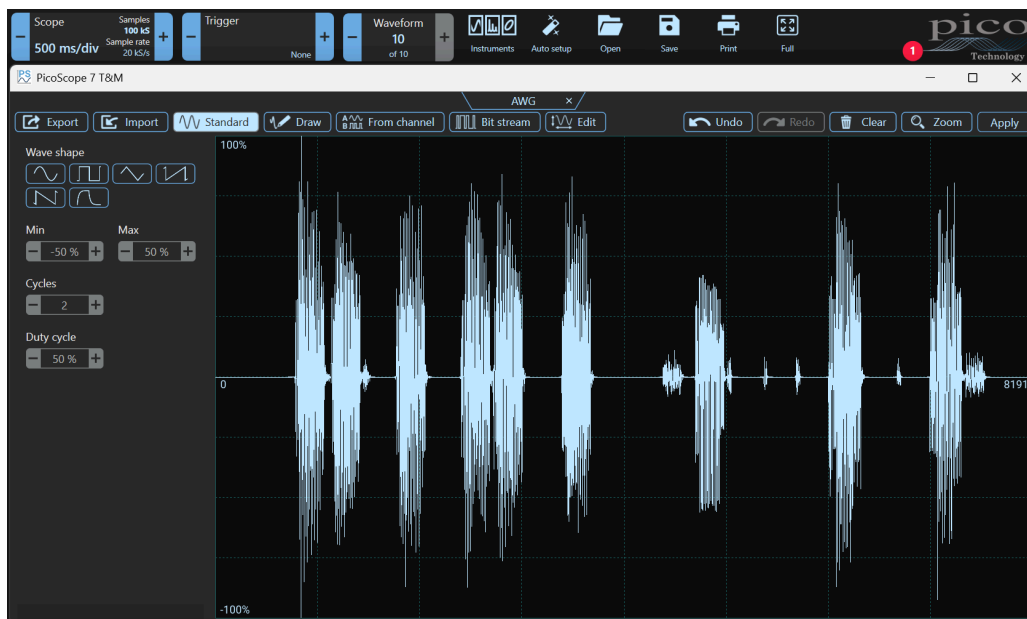 Scope
500 ms/div
Samples
100 kS
Sample rate
20 kS/s
Trigger
None
Waveform
10
of 10
Instruments
Auto setup
Open
Save
Print
Full
1
pico
Technology
PS
PicoScope 7 T&M
AWG
Export
Import
Standard
Draw
From channel
Bit stream
Edit
Undo
Redo
Clear
Zoom
Apply
Wave shape
Min
Max
-50 %
50 %
Cycles
2
Duty cycle
50 %
100%
0
8191
-100%